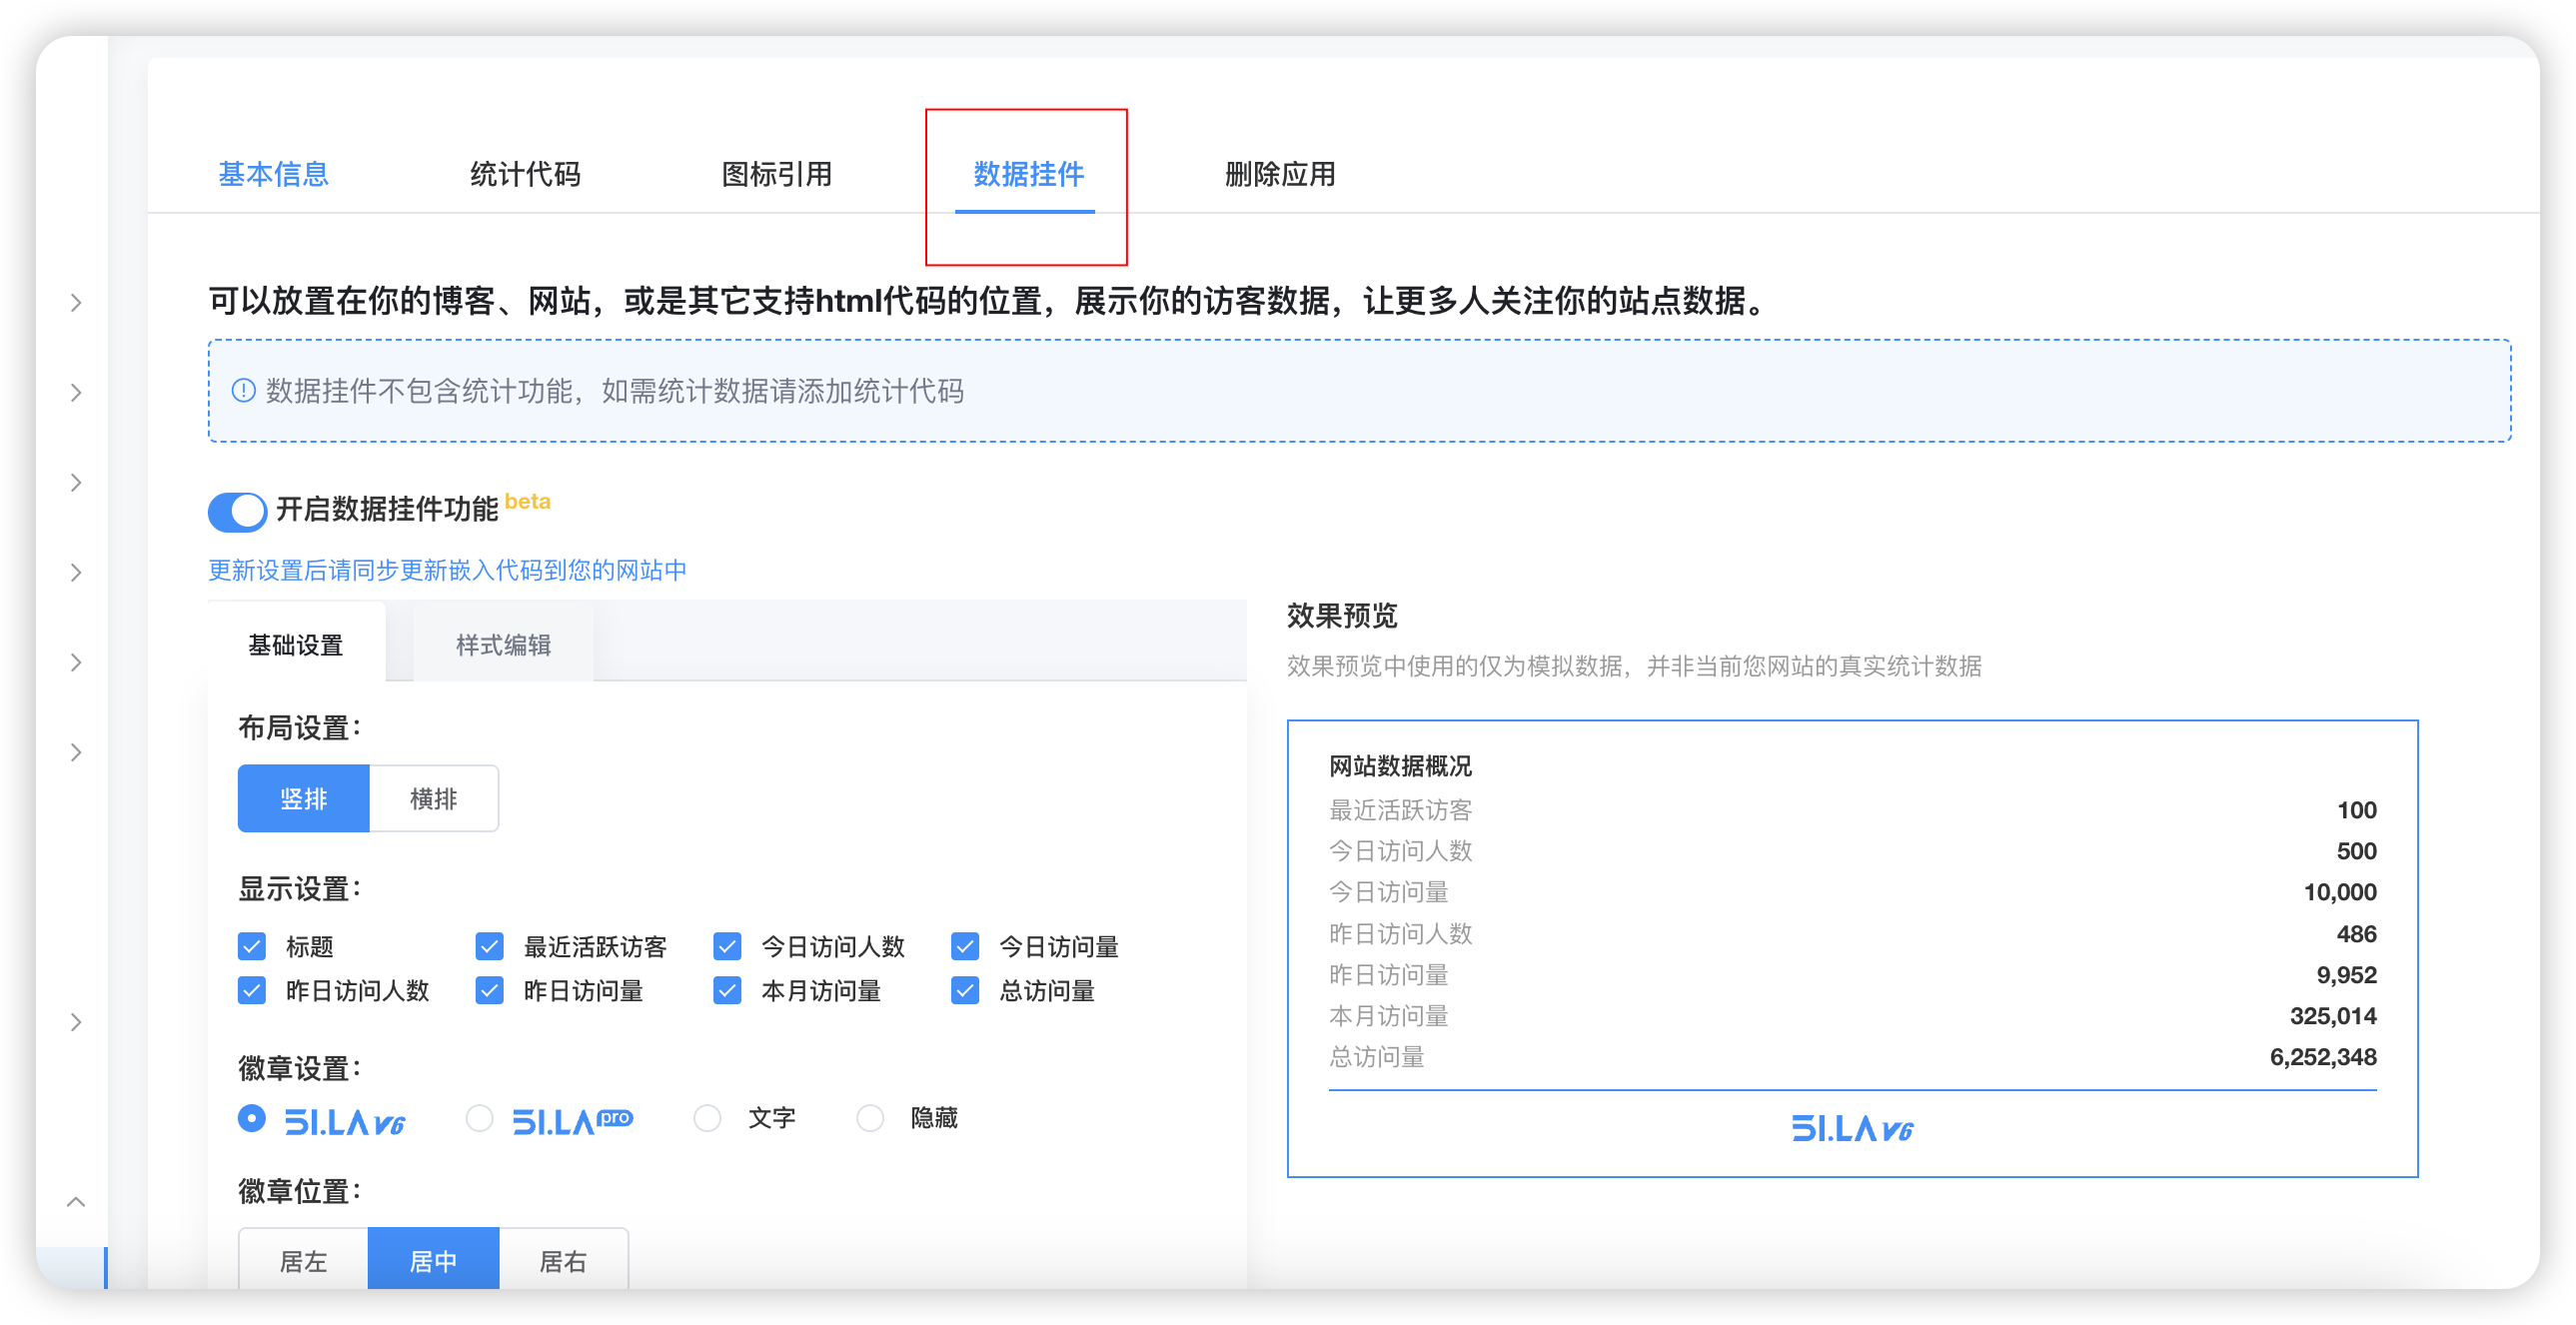 基本信息 统计代码 图标引用 数据挂件 删除应用
可以放置在你的博客、网站，或是其它支持html代码的位置，展示你的访客数据，让更多人关注你的站点数据。
数据挂件不包含统计功能，如需统计数据请添加统计代码
开启数据挂件功能 beta
更新设置后请同步更新嵌入代码到您的网站中
基础设置 样式编辑
布局设置：
竖排 横排
显示设置：
标题 最近活跃访客 今日访问人数 今日访问量
昨日访问人数 昨日访问量 本月访问量 总访问量
徽章设置：
51.LA V6 51.LA pro 文字 隐藏
徽章位置：
居左 居中 居右
效果预览
效果预览中使用的仅为模拟数据，并非当前您网站的真实统计数据
网站数据概况
最近活跃访客 100
今日访问人数 500
今日访问量 10,000
昨日访问人数 486
昨日访问量 9,952
本月访问量 325,014
总访问量 6,252,348
51.LA V6